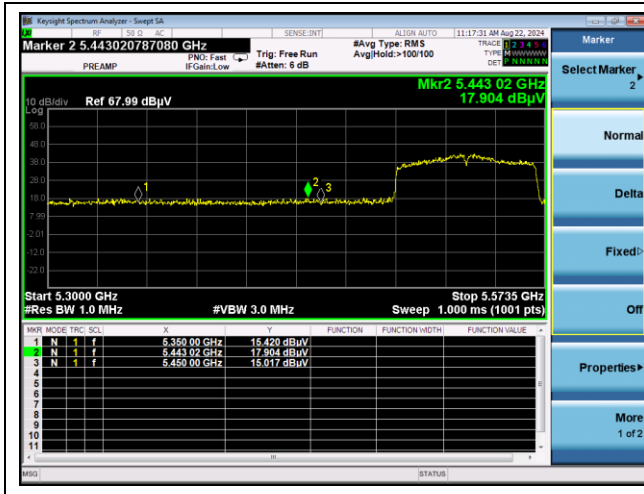 Keysight Spectrum Analyzer - Swept SA
RF 50 Ω AC SENSE:INT ALIGN AUTO 11:17:31 AM Aug 22, 2024
Marker 2 5.443020787080 GHz
PREAMP
PNO: Fast
IFGain:Low
Trig: Free Run
#Atten: 6 dB
#Avg Type: RMS
Avg|Hold:>100/100
TRACE 1 2 3 4 5 6
TYPE M W W W W W
DET P N N N N N
Mkr2 5.443 02 GHz
17.904 dBµV
10 dB/div Ref 67.99 dBµV
Log
58.0
48.0
38.0
28.0
18.0
7.99
-2.01
-12.0
-22.0
1
2
3
Start 5.3000 GHz Stop 5.5735 GHz
#Res BW 1.0 MHz #VBW 3.0 MHz Sweep 1.000 ms (1001 pts)
MKR MODE TRC SCL X Y FUNCTION FUNCTION WIDTH FUNCTION VALUE
1 N 1 f 5.350 00 GHz 15.420 dBµV
2 N 1 f 5.443 02 GHz 17.904 dBµV
3 N 1 f 5.450 00 GHz 15.017 dBµV
4
5
6
7
8
9
10
11
MSG STATUS
Marker
Select Marker
2
Normal
Delta
Fixed
Off
Properties
More
1 of 2